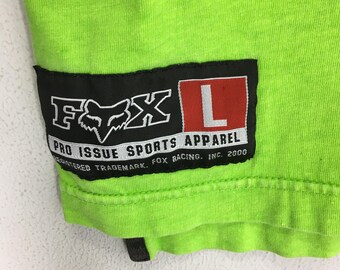 FOX L
PRO ISSUE SPORTS APPAREL
REGISTERED TRADEMARK. FOX RACING. INC. 2000